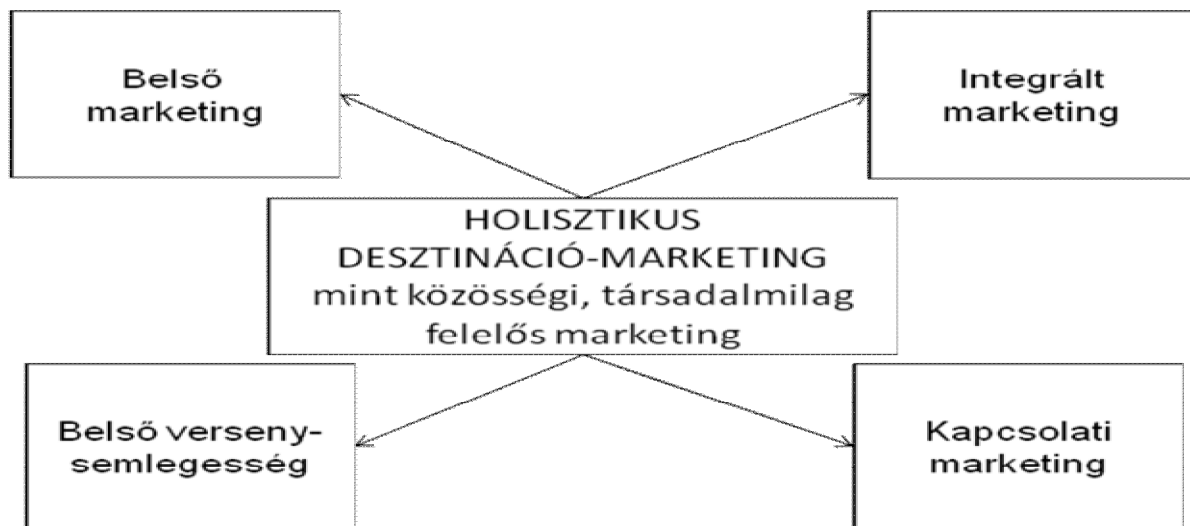 Belső
marketing
Integrált
marketing
HOLISZTIKUS
DESZTINÁCIÓ-MARKETING
mint közösségi, társadalmilag
felelős marketing
Belső verseny-
semlegesség
Kapcsolati
marketing